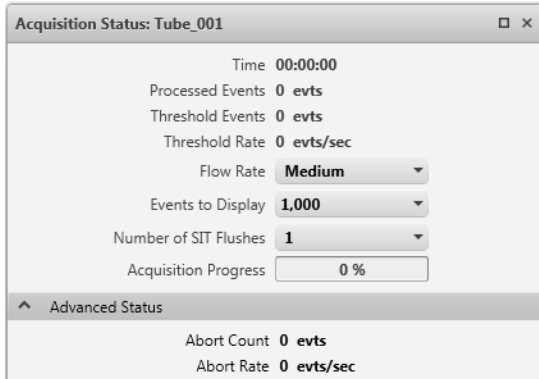 Acquisition Status: Tube_001
Time 00:00:00
Processed Events 0 evts
Threshold Events 0 evts
Threshold Rate 0 evts/sec
Flow Rate Medium
Events to Display 1,000
Number of SIT Flushes 1
Acquisition Progress 0 %
Advanced Status
Abort Count 0 evts
Abort Rate 0 evts/sec